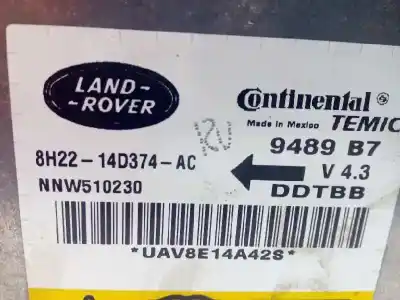 LAND-
-ROVER
Continental®
Made in Mexico TEMIC
8H22-14D374-AC
9489 B7
NNW510230
V 4.3
DDTBB
*UAV8E14A42S*